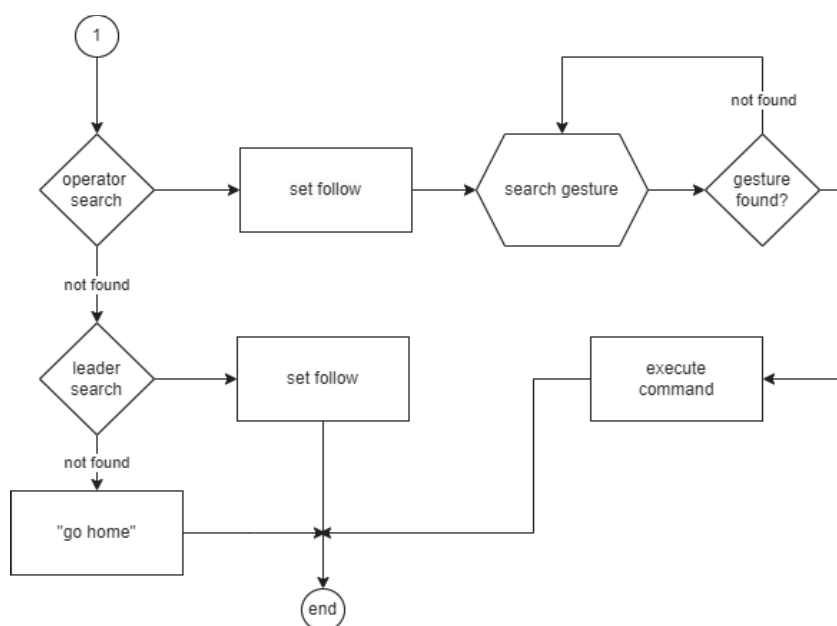 1
not found
operator
search
set follow
search gesture
gesture
found?
not found
leader
search
set follow
execute
command
not found
"go home"
end